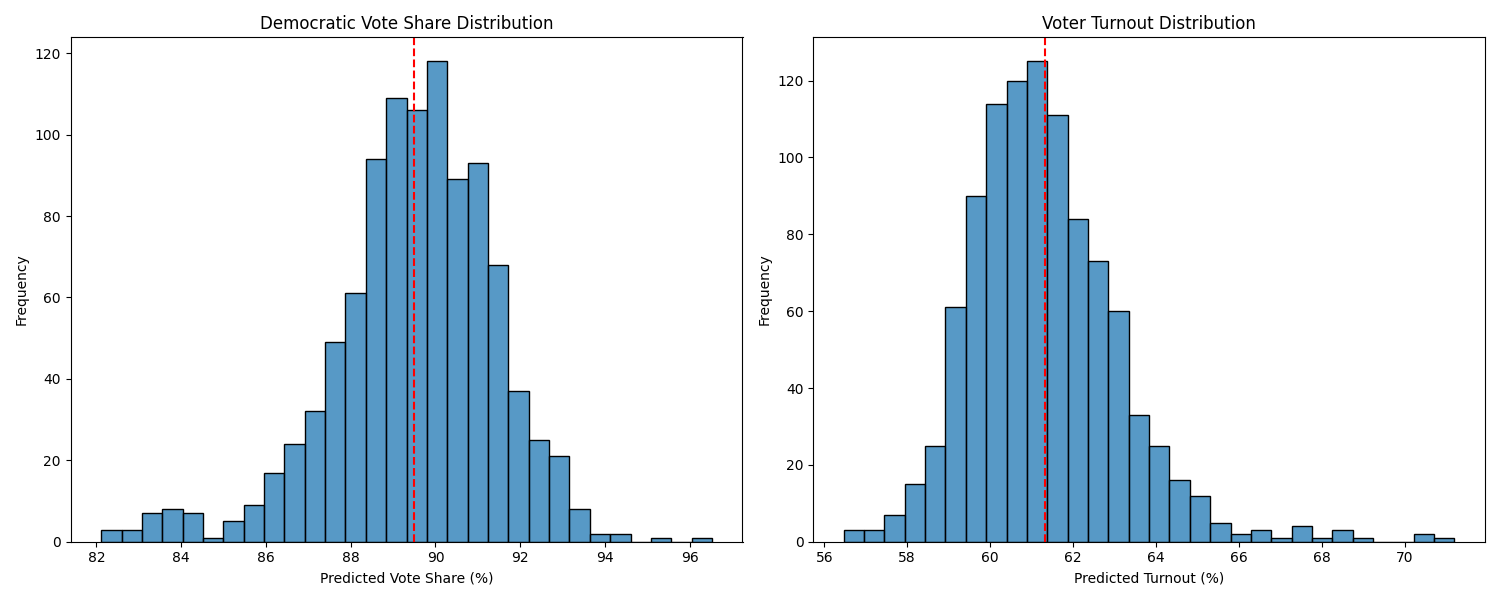 Democratic Vote Share Distribution
Frequency
120
100
80
60
40
20
0
82 84 86 88 90 92 94 96
Predicted Vote Share (%)
Voter Turnout Distribution
Frequency
120
100
80
60
40
20
0
56 58 60 62 64 66 68 70
Predicted Turnout (%)